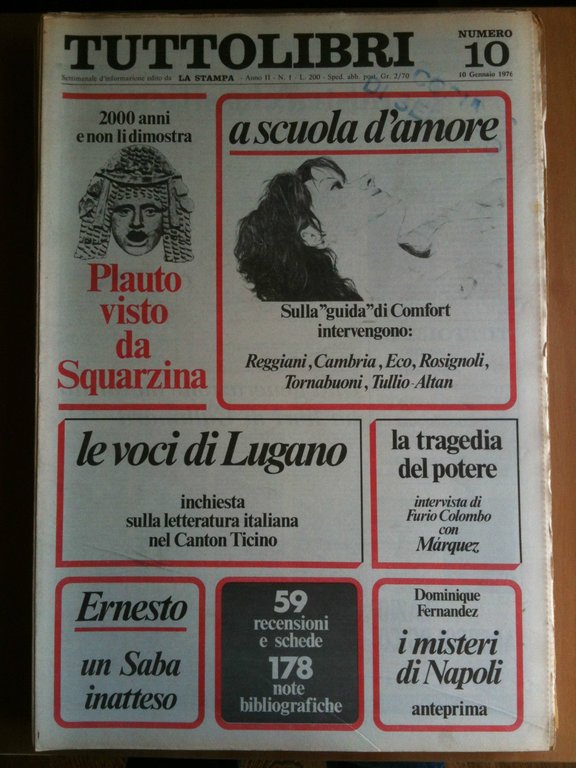 TUTTOLIBRI
NUMERO
10
Settimanale d'informazione edito da LA STAMPA - Anno II - N. 1 - L. 200 - Sped. abb. post. Gr. 2/70
10 Gennaio 1976
2000 anni
e non li dimostra
Plauto
visto
da
Squarzina
a scuola d'amore
Sulla "guida" di Comfort
intervengono:
Reggiani, Cambria, Eco, Rosignoli,
Tornabuoni, Tullio-Altan
le voci di Lugano
inchiesta
sulla letteratura italiana
nel Canton Ticino
la tragedia
del potere
intervista di
Furio Colombo
con
Márquez
Ernesto
un Saba
inatteso
59
recensioni
e schede
178
note
bibliografiche
Dominique
Fernandez
i misteri
di Napoli
anteprima